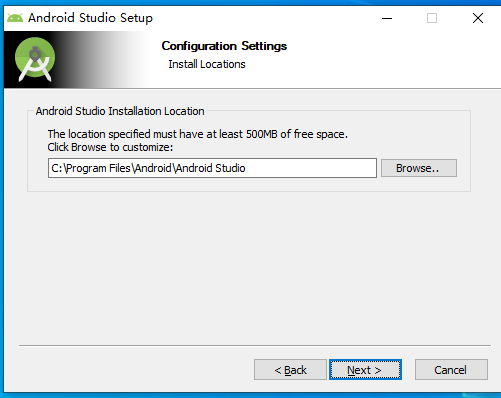 Android Studio Setup
Configuration Settings
Install Locations
Android Studio Installation Location
The location specified must have at least 500MB of free space.
Click Browse to customize:
C:\Program Files\Android\Android Studio
Browse..
< Back
Next >
Cancel